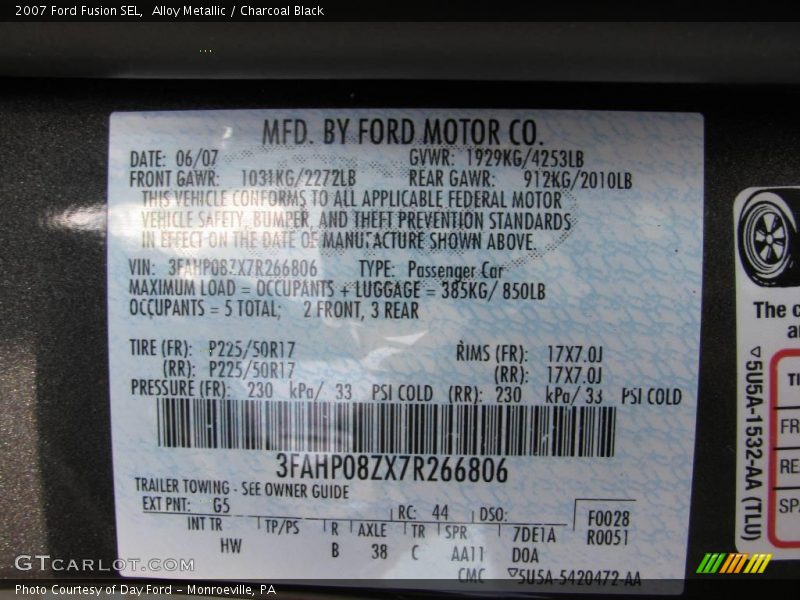 2007 Ford Fusion SEL,  Alloy Metallic / Charcoal Black
MFD. BY FORD MOTOR CO.
DATE: 06/07 GVWR: 1929KG/4253LB
FRONT GAWR: 1031KG/2272LB REAR GAWR: 912KG/2010LB
THIS VEHICLE CONFORMS TO ALL APPLICABLE FEDERAL MOTOR
VEHICLE SAFETY, BUMPER, AND THEFT PREVENTION STANDARDS
IN EFFECT ON THE DATE OF MANUFACTURE SHOWN ABOVE.
VIN: 3FAHP08ZX7R266806 TYPE: Passenger Car
MAXIMUM LOAD = OCCUPANTS + LUGGAGE = 385KG/ 850LB
OCCUPANTS = 5 TOTAL; 2 FRONT, 3 REAR
TIRE (FR): P225/50R17 RIMS (FR): 17X7.0J
(RR): P225/50R17 (RR): 17X7.0J
PRESSURE (FR): 230 kPa/ 33 PSI COLD (RR): 230 kPa/ 33 PSI COLD
3FAHP08ZX7R266806
TRAILER TOWING - SEE OWNER GUIDE
EXT PNT: G5 RC: 44 DSO: F0028
INT TR TP/PS R AXLE TR SPR 7DE1A R0051
HW B 38 C AA11 D0A
CMC ▽5U5A-5420472-AA
The c
a
TI
FR
RE
SPA
▽5U5A-1532-AA (TLU)
GTCARLOT.COM
Photo Courtesy of Day Ford – Monroeville, PA